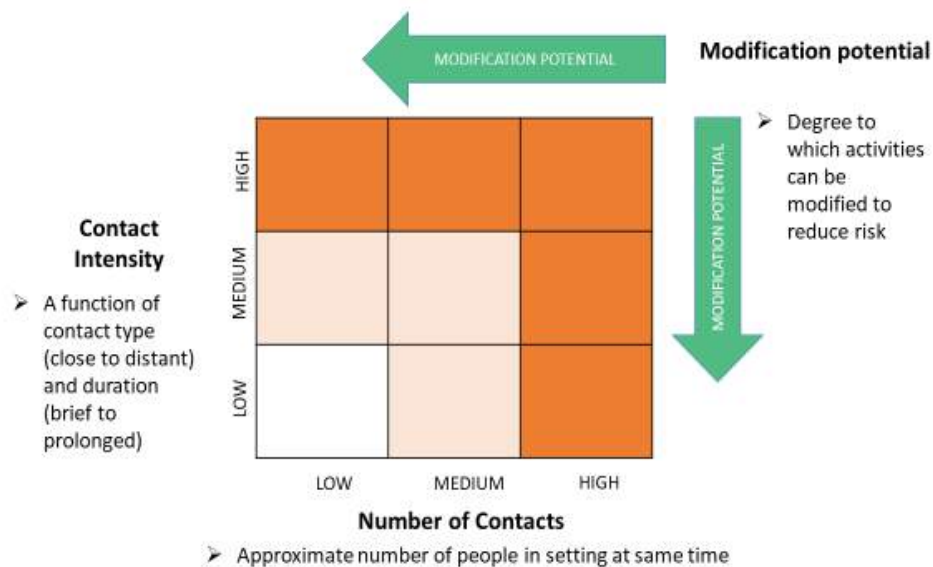 MODIFICATION POTENTIAL
Modification potential
➢ Degree to
which activities
can be
modified to
reduce risk
MODIFICATION POTENTIAL
Contact
Intensity
➢ A function of
contact type
(close to distant)
and duration
(brief to
prolonged)
HIGH
MEDIUM
LOW
LOW MEDIUM HIGH
Number of Contacts
➢ Approximate number of people in setting at same time